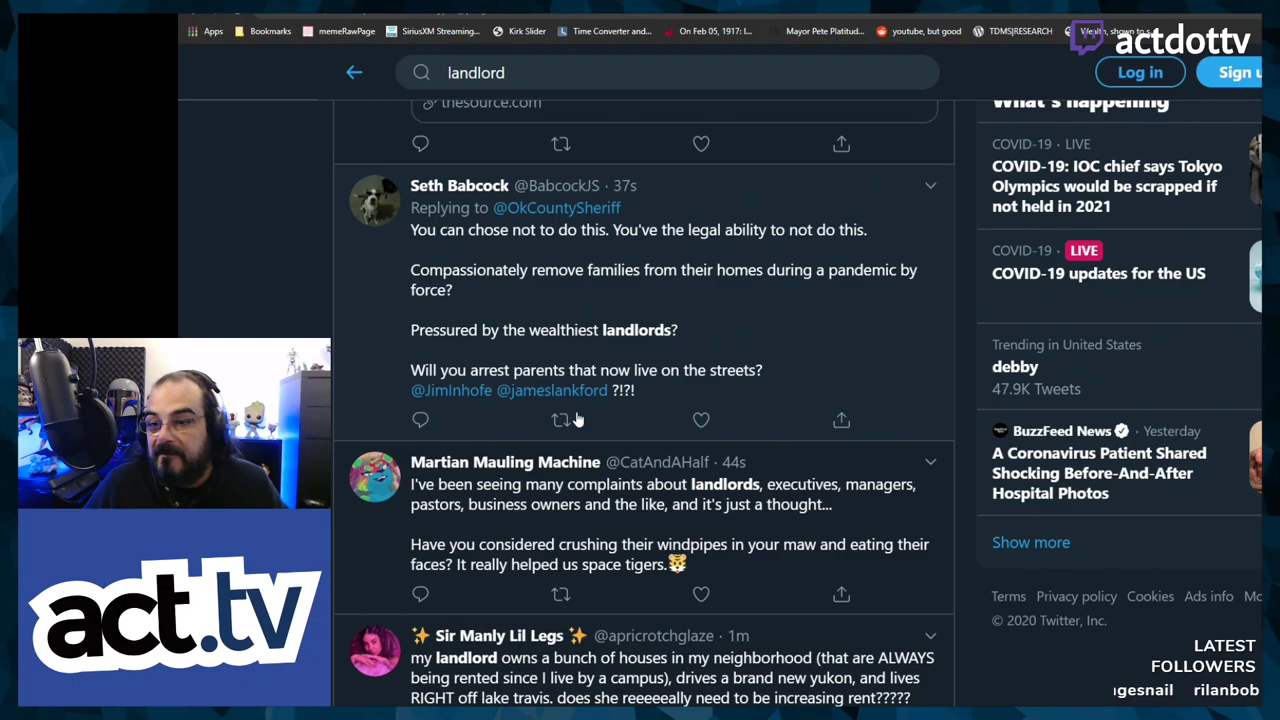 Apps
Bookmarks
memeRawPage
SiriusXM Streaming...
Kirk Slider
Time Converter and...
On Feb 05, 1917: I...
Mayor Pete Platitud...
youtube, but good
TDMS|RESEARCH
Wealth, shown to s...
actdottv
landlord
Log in
Sign u
What's happening
thesource.com
COVID-19 · LIVE
COVID-19: IOC chief says Tokyo
Olympics would be scrapped if
not held in 2021
Seth Babcock @BabcockJS · 37s
Replying to @OkCountySheriff
You can chose not to do this. You've the legal ability to not do this.
Compassionately remove families from their homes during a pandemic by
force?
Pressured by the wealthiest landlords?
Will you arrest parents that now live on the streets?
@JimInhofe @jameslankford ?!?!
COVID-19 LIVE
COVID-19 updates for the US
Trending in United States
debby
47.9K Tweets
BuzzFeed News · Yesterday
A Coronavirus Patient Shared
Shocking Before-And-After
Hospital Photos
Show more
Martian Mauling Machine @CatAndAHalf · 44s
I've been seeing many complaints about landlords, executives, managers,
pastors, business owners and the like, and it's just a thought...
Have you considered crushing their windpipes in your maw and eating their
faces? It really helped us space tigers.🐯
Terms Privacy policy Cookies Ads info Mo
© 2020 Twitter, Inc.
✨ Sir Manly Lil Legs ✨ @apricrotchglaze · 1m
my landlord owns a bunch of houses in my neighborhood (that are ALWAYS
being rented since I live by a campus), drives a brand new yukon, and lives
RIGHT off lake travis. does she reeeeeally need to be increasing rent?????
act.tv
LATEST
FOLLOWERS
gesnail rilanbob